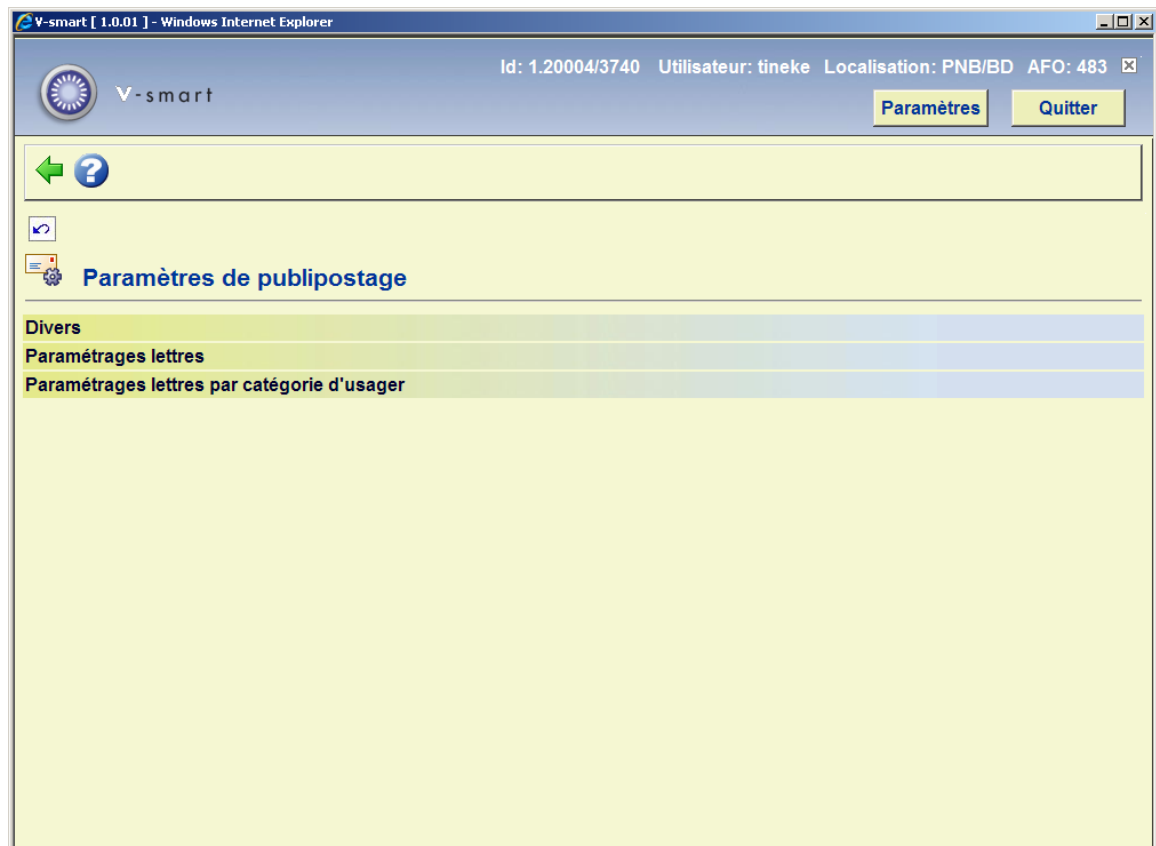 V-smart [ 1.0.01 ] - Windows Internet Explorer
Id: 1.20004/3740 Utilisateur: tineke Localisation: PNB/BD AFO: 483
V-smart
Paramètres Quitter
Paramètres de publipostage
Divers
Paramétrages lettres
Paramétrages lettres par catégorie d'usager